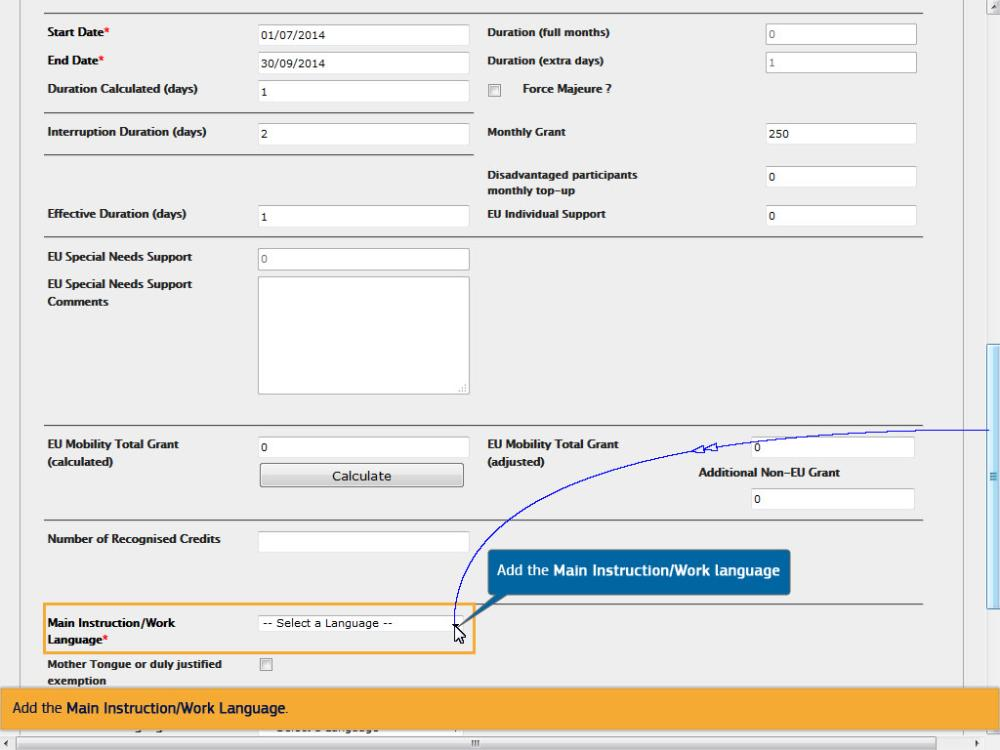 Start Date* 01/07/2014 Duration (full months) 0
End Date* 30/09/2014 Duration (extra days) 1
Duration Calculated (days) 1 Force Majeure ?
Interruption Duration (days) 2 Monthly Grant 250
Disadvantaged participants
monthly top-up 0
Effective Duration (days) 1 EU Individual Support 0
EU Special Needs Support 0
EU Special Needs Support
Comments
EU Mobility Total Grant
(calculated) 0 EU Mobility Total Grant
(adjusted) 0
Calculate Additional Non-EU Grant
0
Number of Recognised Credits
Add the Main Instruction/Work language
Main Instruction/Work
Language* -- Select a Language --
Mother Tongue or duly justified
exemption
Add the Main Instruction/Work Language.